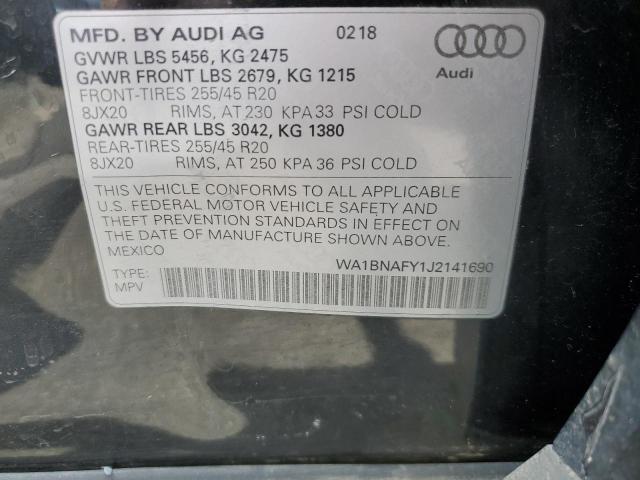 MFD. BY AUDI AG 0218
GVWR LBS 5456, KG 2475
GAWR FRONT LBS 2679, KG 1215
Audi
FRONT-TIRES 255/45 R20
8JX20 RIMS, AT 230 KPA 33 PSI COLD
GAWR REAR LBS 3042, KG 1380
REAR-TIRES 255/45 R20
8JX20 RIMS, AT 250 KPA 36 PSI COLD
THIS VEHICLE CONFORMS TO ALL APPLICABLE
U.S. FEDERAL MOTOR VEHICLE SAFETY AND
THEFT PREVENTION STANDARDS IN EFFECT ON
THE DATE OF MANUFACTURE SHOWN ABOVE.
MEXICO
WA1BNAFY1J2141690
TYPE:
MPV